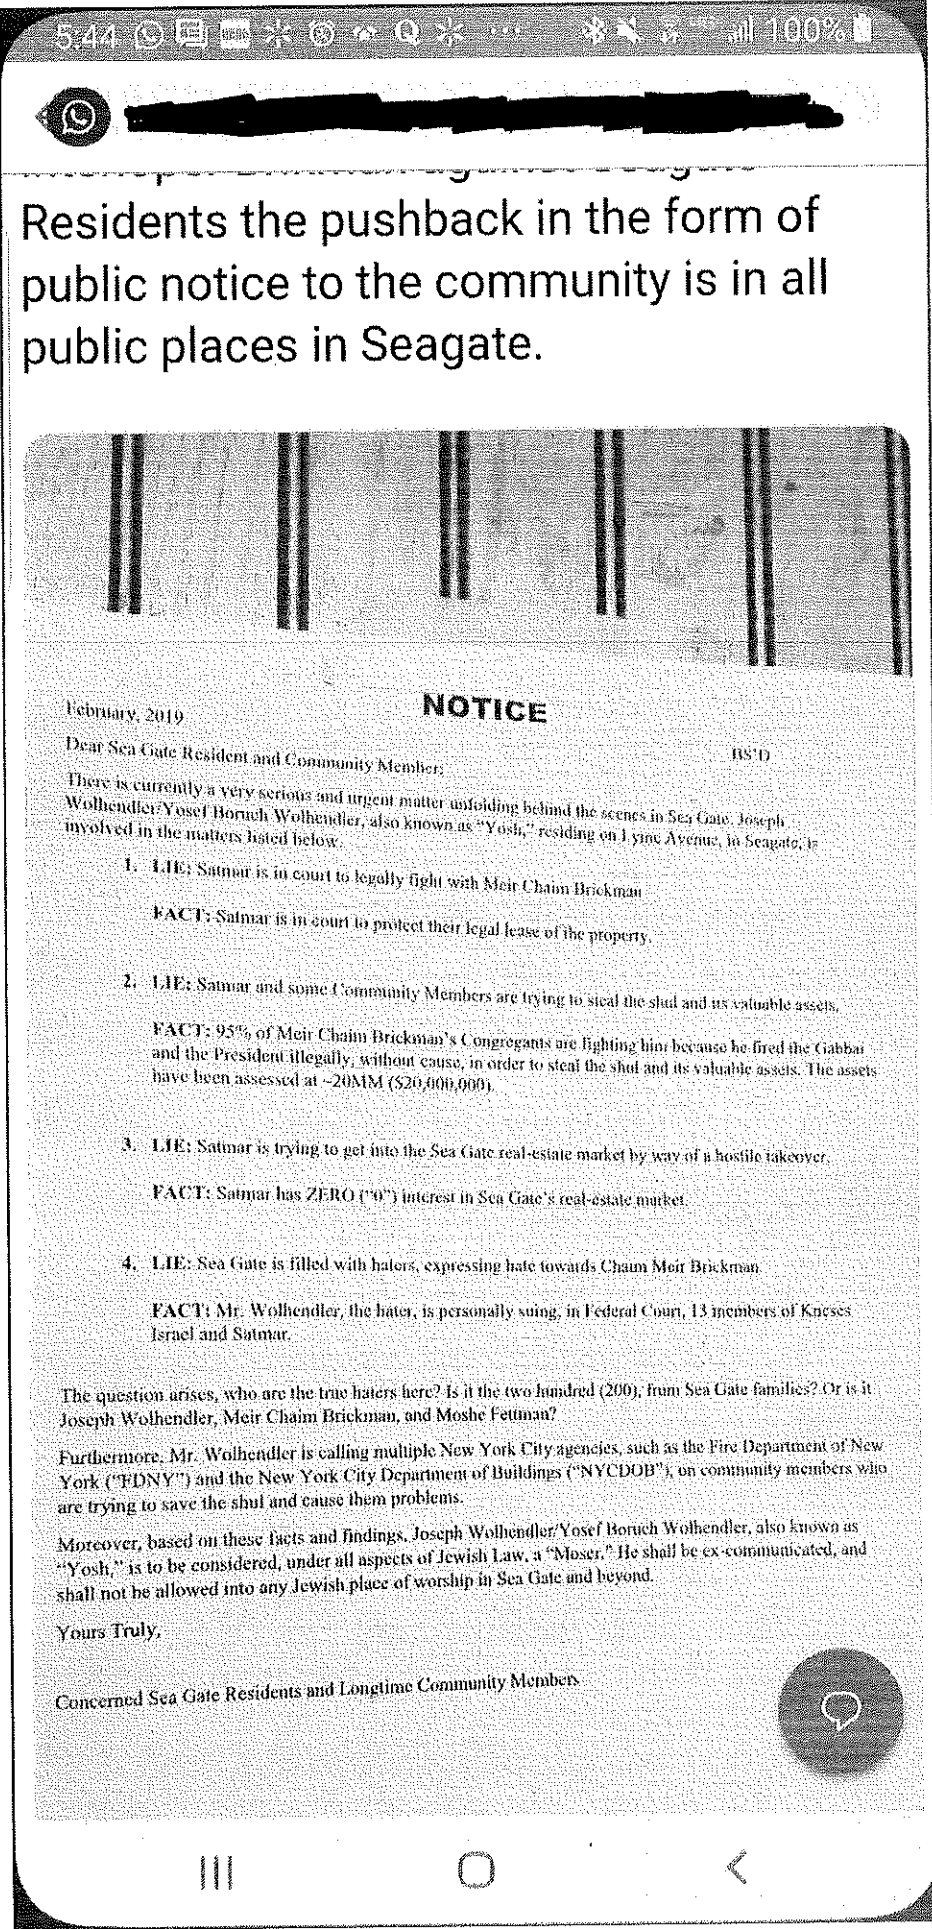 5:44
100%
Residents the pushback in the form of
public notice to the community is in all
public places in Seagate.
NOTICE
February, 2019
BS'D
Dear Sea Gate Resident and Community Member:
There is currently a very serious and urgent matter unfolding behind the scenes in Sea Gate. Joseph
Wolhendler/Yosef Boruch Wolhendler, also known as "Yosh," residing on Lyme Avenue, in Seagate, is
involved in the matters listed below.
1. LIE: Satmar is in court to legally fight with Meir Chaim Brickman
FACT: Satmar is in court to protect their legal lease of the property.
2. LIE: Satmar and some Community Members are trying to steal the shul and its valuable assets.
FACT: 95% of Meir Chaim Brickman's Congregants are fighting him because he fired the Gabbai
and the President illegally, without cause, in order to steal the shul and its valuable assets. The assets
have been assessed at ~20MM ($20,000,000).
3. LIE: Satmar is trying to get into the Sea Gate real-estate market by way of a hostile takeover.
FACT: Satmar has ZERO ("0") interest in Sea Gate's real-estate market.
4. LIE: Sea Gate is filled with haters, expressing hate towards Chaim Meir Brickman
FACT: Mr. Wolhendler, the hater, is personally suing, in Federal Court, 13 members of Kneses
Israel and Satmar.
The question arises, who are the true haters here? Is it the two hundred (200), from Sea Gate families? Or is it
Joseph Wolhendler, Meir Chaim Brickman, and Moshe Fettman?
Furthermore, Mr. Wolhendler is calling multiple New York City agencies, such as the Fire Department of New
York ("FDNY") and the New York City Department of Buildings ("NYCDOB"), on community members who
are trying to save the shul and cause them problems.
Moreover, based on these facts and findings, Joseph Wolhendler/Yosef Boruch Wolhendler, also known as
"Yosh," is to be considered, under all aspects of Jewish Law, a "Moser." He shall be ex-communicated, and
shall not be allowed into any Jewish place of worship in Sea Gate and beyond.
Yours Truly,
Concerned Sea Gate Residents and Longtime Community Members